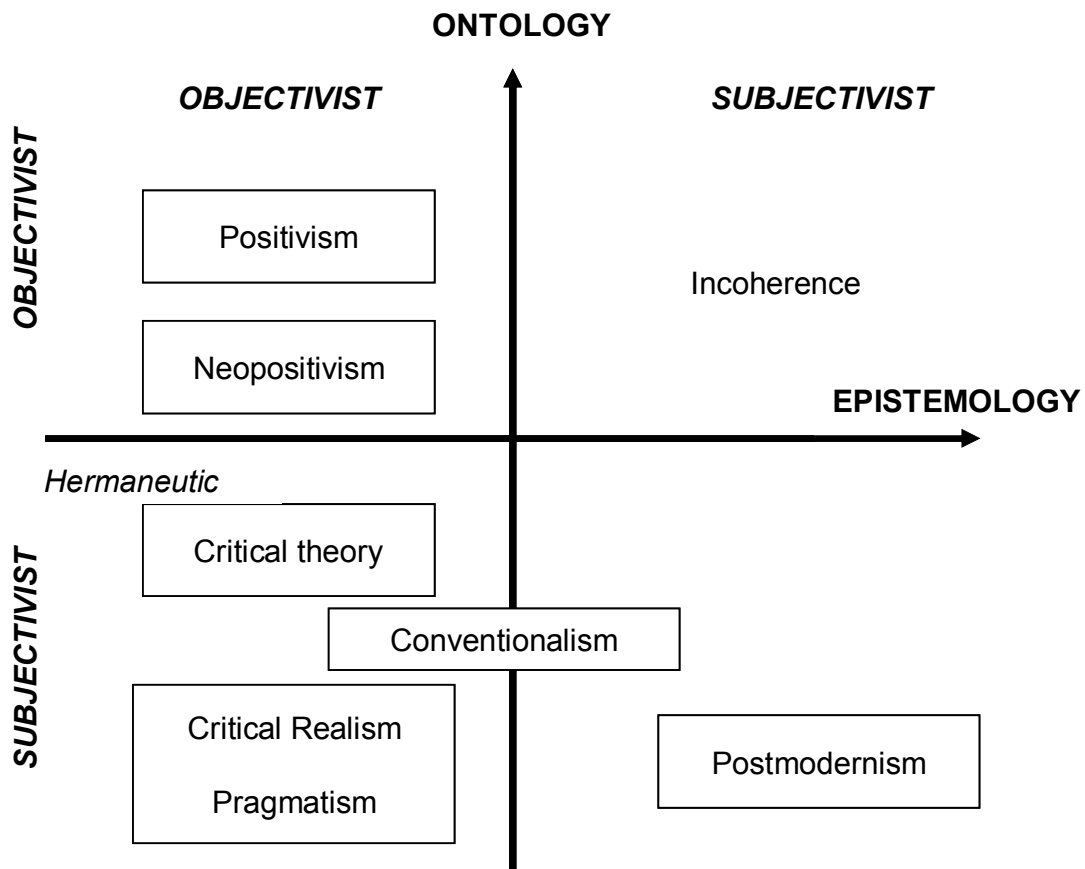 ONTOLOGY
OBJECTIVIST
SUBJECTIVIST
OBJECTIVIST
Positivism
Incoherence
Neopositivism
EPISTEMOLOGY
Hermaneutic
SUBJECTIVIST
Critical theory
Conventionalism
Critical Realism
Pragmatism
Postmodernism